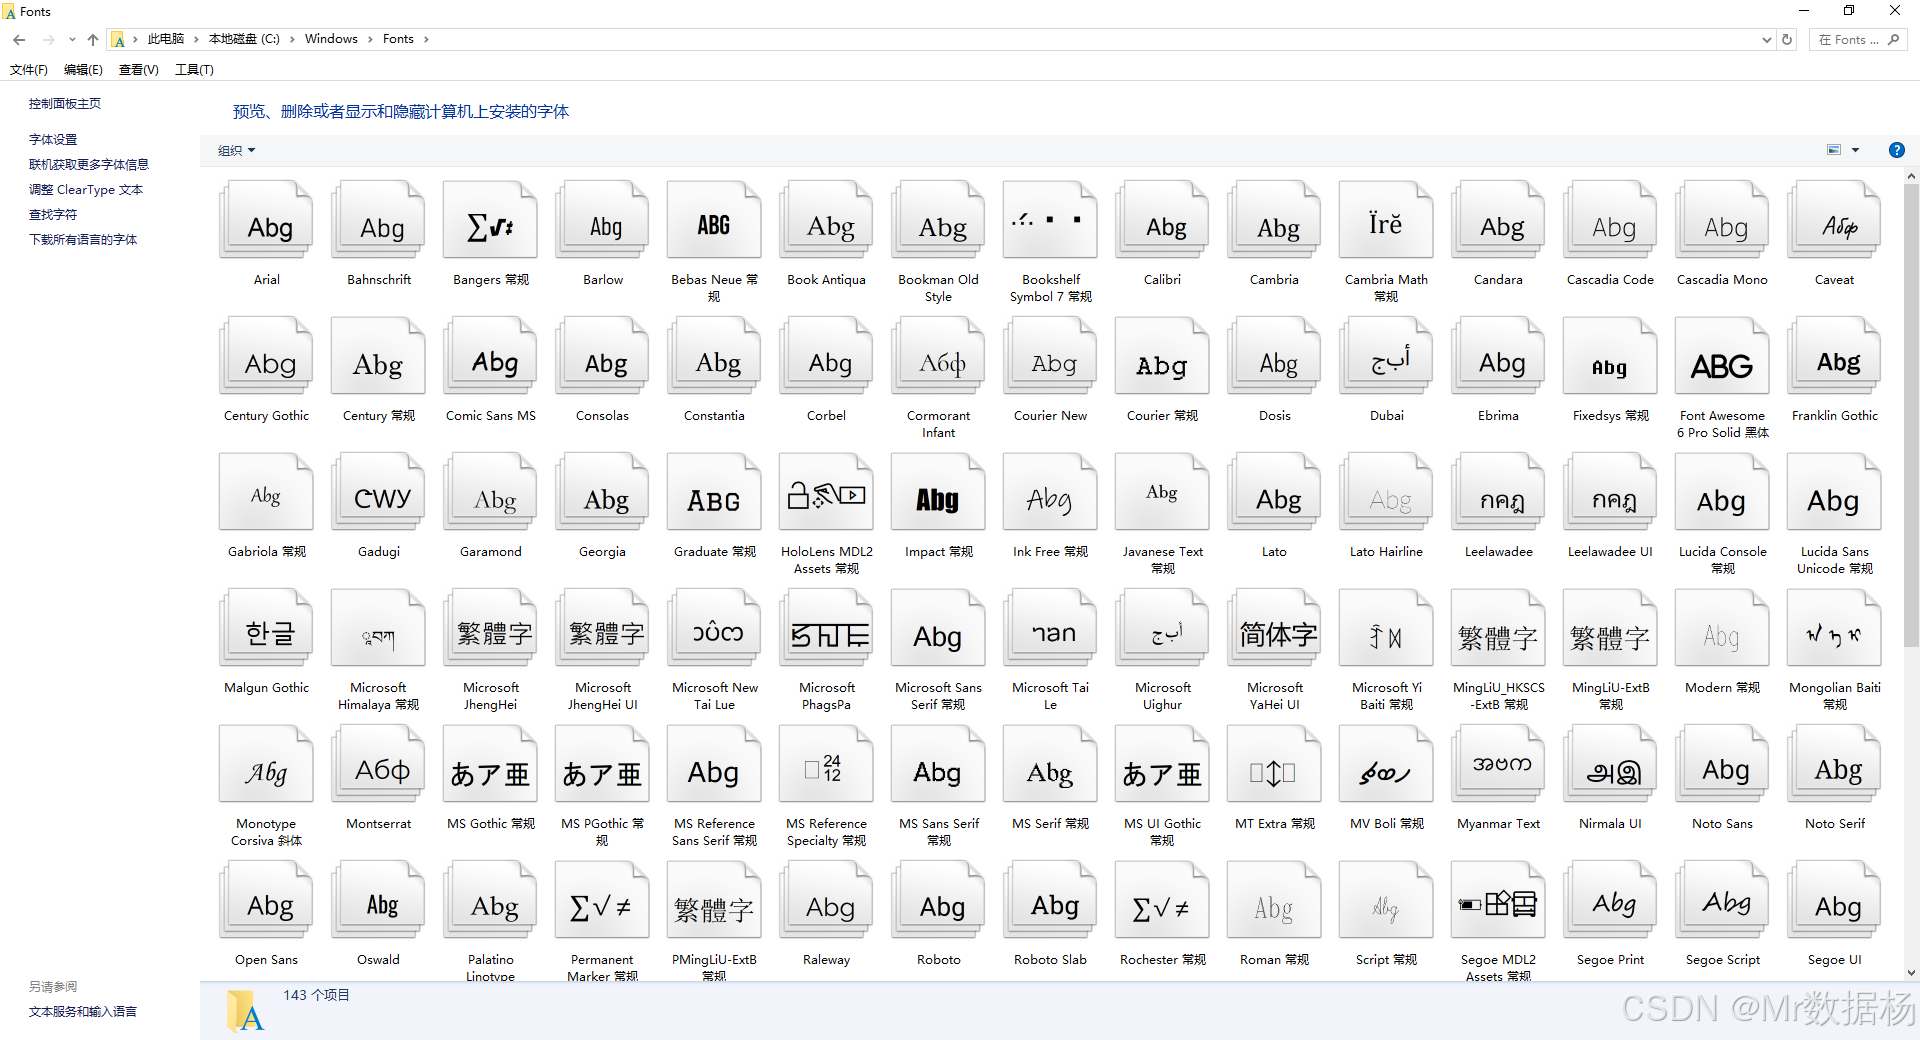 Fonts
此电脑 本地磁盘 (C:) Windows Fonts
在 Fonts ...
文件(F) 编辑(E) 查看(V) 工具(T)
控制面板主页
字体设置
联机获取更多字体信息
调整 ClearType 文本
查找字符
下载所有语言的字体
另请参阅
文本服务和输入语言
预览、删除或者显示和隐藏计算机上安装的字体
组织
Abg Abg ∑√≠ Abg ABG Abg Abg Abg Abg Ïrĕ Abg Abg Abg Абф
Arial Bahnschrift Bangers 常规 Barlow Bebas Neue 常规 Book Antiqua Bookman Old Style Bookshelf Symbol 7 常规 Calibri Cambria Cambria Math 常规 Candara Cascadia Code Cascadia Mono Caveat
Abg Abg Abg Abg Abg Abg Абф Abg Abg Abg أبج Abg Abg ABG Abg
Century Gothic Century 常规 Comic Sans MS Consolas Constantia Corbel Cormorant Infant Courier New Courier 常规 Dosis Dubai Ebrima Fixedsys 常规 Font Awesome 6 Pro Solid 黑体 Franklin Gothic
Abg ᏣᎳᎩ Abg Abg ABG Abg Abg Abg Abg Abg กคฎ กคฎ Abg Abg
Gabriola 常规 Gadugi Garamond Georgia Graduate 常规 HoloLens MDL2 Assets 常规 Impact 常规 Ink Free 常规 Javanese Text 常规 Lato Lato Hairline Leelawadee Leelawadee UI Lucida Console 常规 Lucida Sans Unicode 常规
한글 繁體字 繁體字 Abg أبج 简体字 繁體字 繁體字 Abg
Malgun Gothic Microsoft Himalaya 常规 Microsoft JhengHei Microsoft JhengHei UI Microsoft New Tai Lue Microsoft PhagsPa Microsoft Sans Serif 常规 Microsoft Tai Le Microsoft Uighur Microsoft YaHei UI Microsoft Yi Baiti 常规 MingLiU_HKSCS-ExtB 常规 MingLiU-ExtB 常规 Modern 常规 Mongolian Baiti 常规
Abg Абф あア亜 あア亜 Abg 24 12 Abg Abg あア亜 அஇ Abg Abg
Monotype Corsiva 斜体 Montserrat MS Gothic 常规 MS PGothic 常规 MS Reference Sans Serif 常规 MS Reference Specialty 常规 MS Sans Serif 常规 MS Serif 常规 MS UI Gothic 常规 MT Extra 常规 MV Boli 常规 Myanmar Text Nirmala UI Noto Sans Noto Serif
Abg Abg Abg ∑√≠ 繁體字 Abg Abg Abg ∑√≠ Abg Abg Abg Abg Abg
Open Sans Oswald Palatino Linotype Permanent Marker 常规 PMingLiU-ExtB 常规 Raleway Roboto Roboto Slab Rochester 常规 Roman 常规 Script 常规 Segoe MDL2 Assets 常规 Segoe Print Segoe Script Segoe UI
143 个项目
CSDN @Mr数据杨